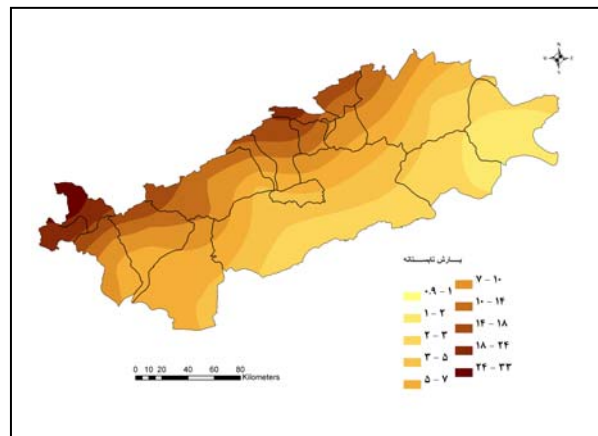 N
بارش تابستانه
۰.۹ - ۱
۱ - ۲
۲ - ۳
۳ - ۵
۵ - ۷
۷ - ۱۰
۱۰ - ۱۴
۱۴ - ۱۸
۱۸ - ۲۴
۲۴ - ۳۳
0 10 20 40 60 80
Kilometers